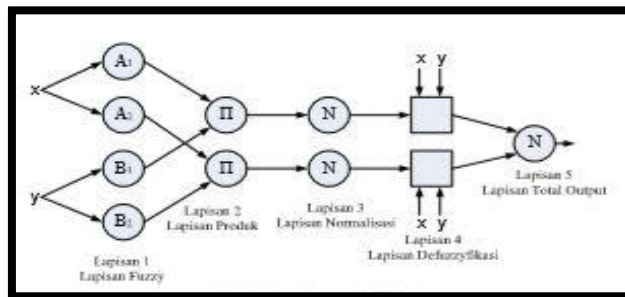 x y
A1
x
A2
Π N
N
B1
Π N
y
B2
x y
Lapisan 1
Lapisan Fuzzy
Lapisan 2
Lapisan Produk
Lapisan 3
Lapisan Normalisasi
Lapisan 4
Lapisan Defuzzyfikasi
Lapisan 5
Lapisan Total Output